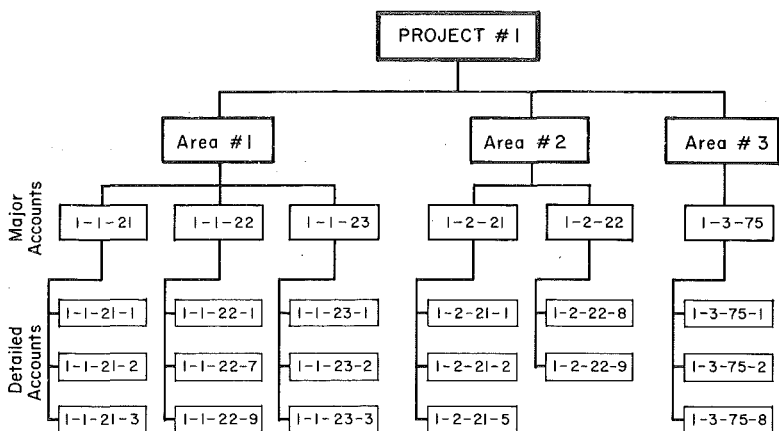 PROJECT #1
Area #1 Area #2 Area #3
Major
Accounts
1-1-21 1-1-22 1-1-23 1-2-21 1-2-22 1-3-75
Detailed
Accounts
1-1-21-1 1-1-22-1 1-1-23-1 1-2-21-1 1-2-22-8 1-3-75-1
1-1-21-2 1-1-22-7 1-1-23-2 1-2-21-2 1-2-22-9 1-3-75-2
1-1-21-3 1-1-22-9 1-1-23-3 1-2-21-5 1-3-75-8